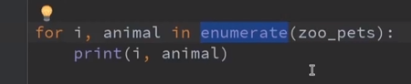 for i, animal in enumerate(zoo_pets):
    print(i, animal)